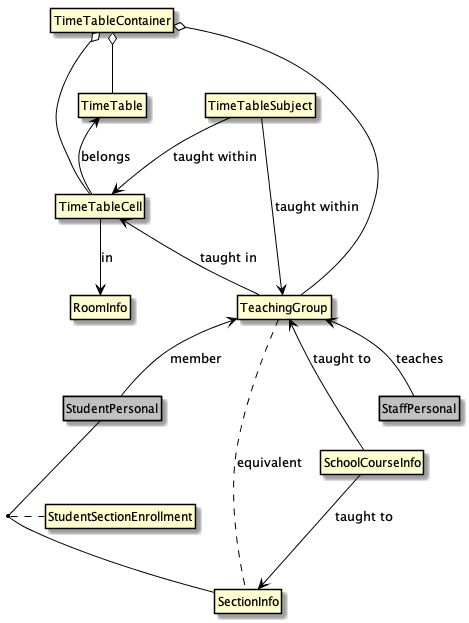 TimeTableContainer
TimeTable
TimeTableSubject
belongs
taught within
TimeTableCell
taught within
in
taught in
RoomInfo
TeachingGroup
member
taught to
teaches
StudentPersonal
StaffPersonal
equivalent
SchoolCourseInfo
StudentSectionEnrollment
taught to
SectionInfo